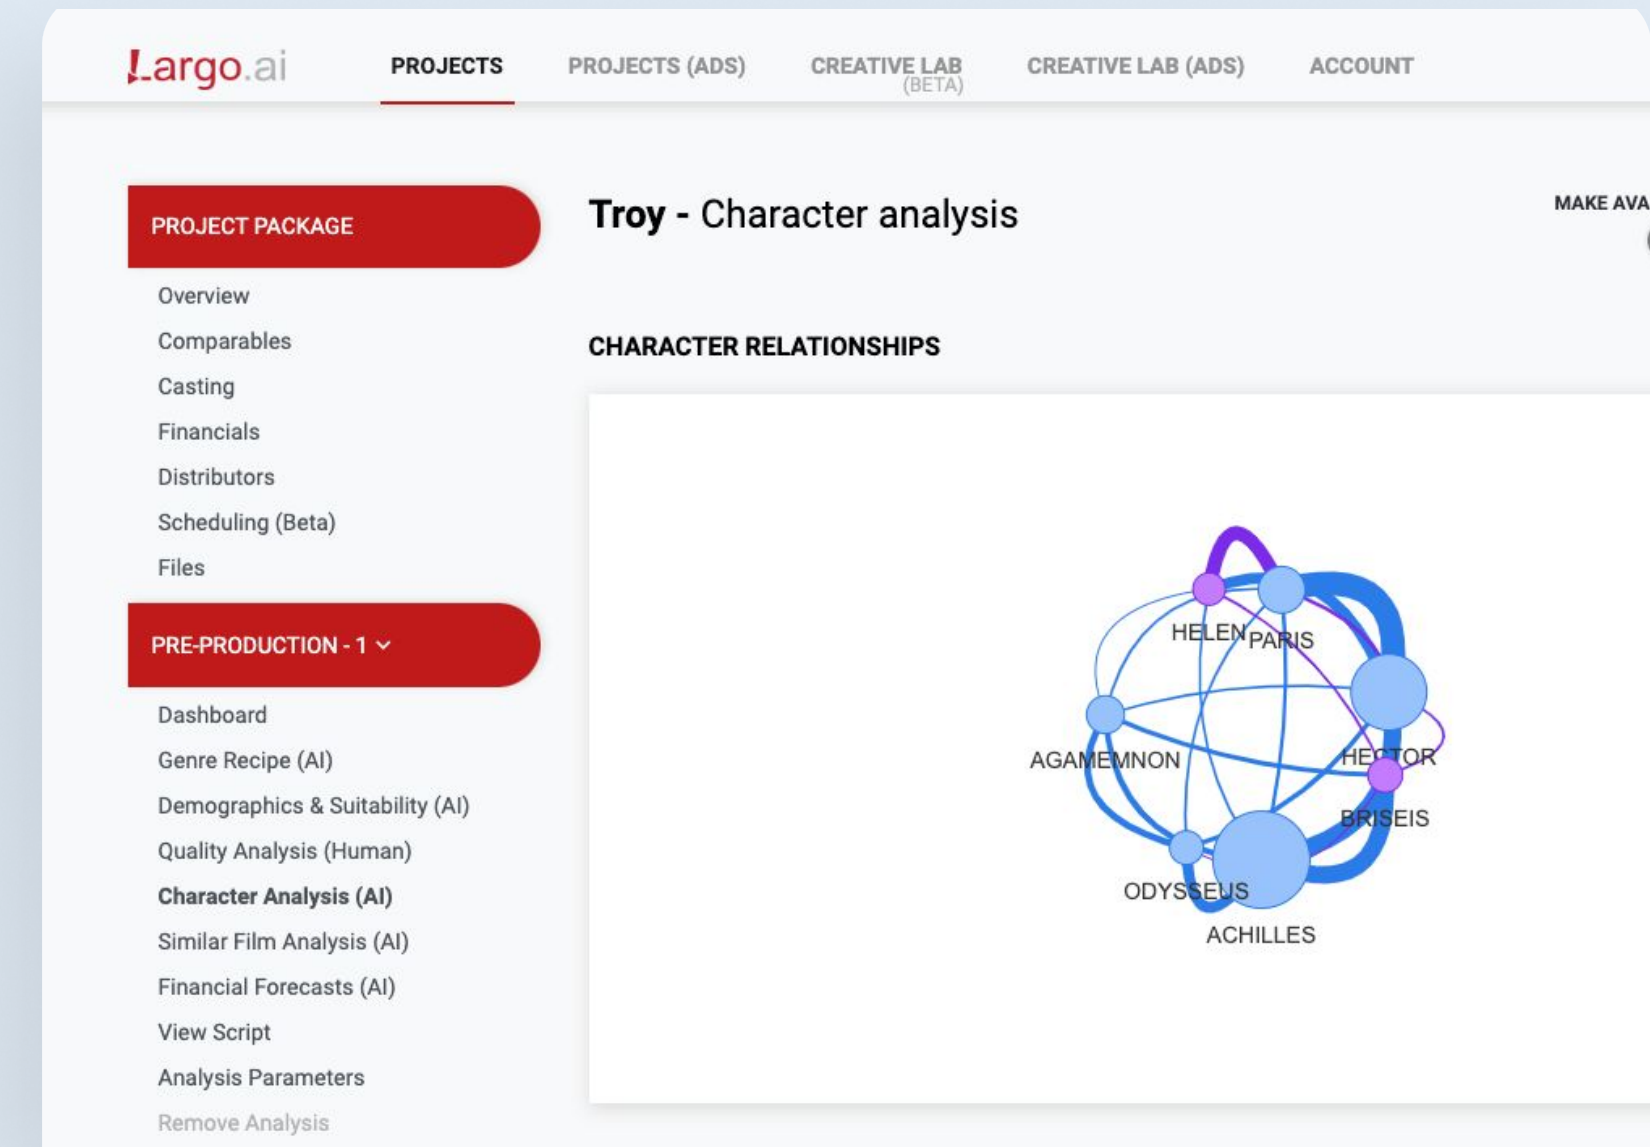 Largo.ai
PROJECTS
PROJECTS (ADS)
CREATIVE LAB
(BETA)
CREATIVE LAB (ADS)
ACCOUNT
PROJECT PACKAGE
Overview
Comparables
Casting
Financials
Distributors
Scheduling (Beta)
Files
PRE-PRODUCTION - 1
Dashboard
Genre Recipe (AI)
Demographics & Suitability (AI)
Quality Analysis (Human)
Character Analysis (AI)
Similar Film Analysis (AI)
Financial Forecasts (AI)
View Script
Analysis Parameters
Remove Analysis
Troy - Character analysis
MAKE AVA
CHARACTER RELATIONSHIPS
HELEN
PARIS
AGAMEMNON
HECTOR
BRISEIS
ODYSSEUS
ACHILLES